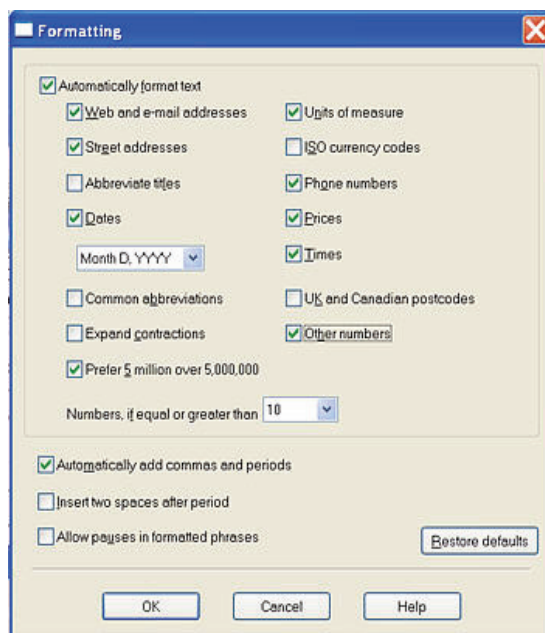 Formatting
Automatically format text
Web and e-mail addresses
Units of measure
Street addresses
ISO currency codes
Abbreviate titles
Phone numbers
Dates
Prices
Month D, YYYY
Times
Common abbreviations
UK and Canadian postcodes
Expand contractions
Other numbers
Prefer 5 million over 5,000,000
Numbers, if equal or greater than 10
Automatically add commas and periods
Insert two spaces after period
Allow pauses in formatted phrases
Restore defaults
OK Cancel Help